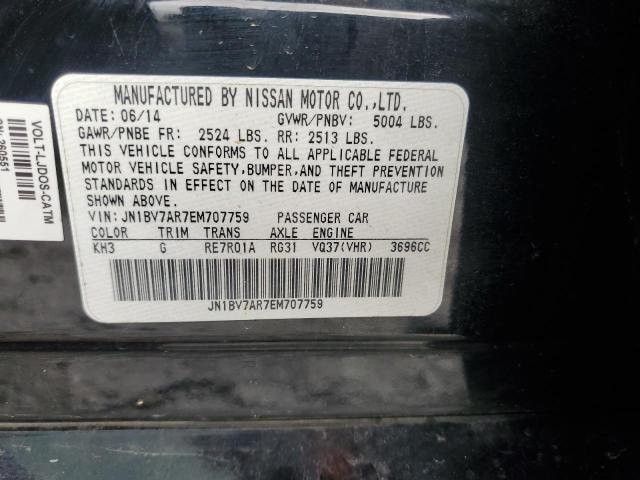 MANUFACTURED BY NISSAN MOTOR CO.,LTD.
DATE: 06/14 GVWR/PNBV: 5004 LBS.
GAWR/PNBE FR: 2524 LBS. RR: 2513 LBS.
THIS VEHICLE CONFORMS TO ALL APPLICABLE FEDERAL
MOTOR VEHICLE SAFETY,BUMPER,AND THEFT PREVENTION
STANDARDS IN EFFECT ON THE DATE OF MANUFACTURE
SHOWN ABOVE.
VIN: JN1BV7AR7EM707759 PASSENGER CAR
COLOR TRIM TRANS AXLE ENGINE
KH3 G RE7R01A RG31 VQ37(VHR) 3696CC
JN1BV7AR7EM707759
VOLT-LJDOS-CATM
260551